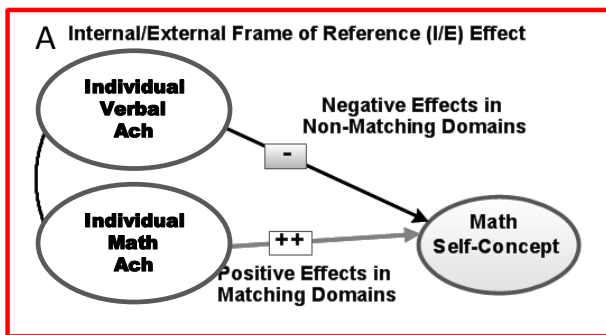 A Internal/External Frame of Reference (I/E) Effect
Individual
Verbal
Ach
Negative Effects in
Non-Matching Domains
-
Individual
Math
Ach
++
Math
Self-Concept
Positive Effects in
Matching Domains